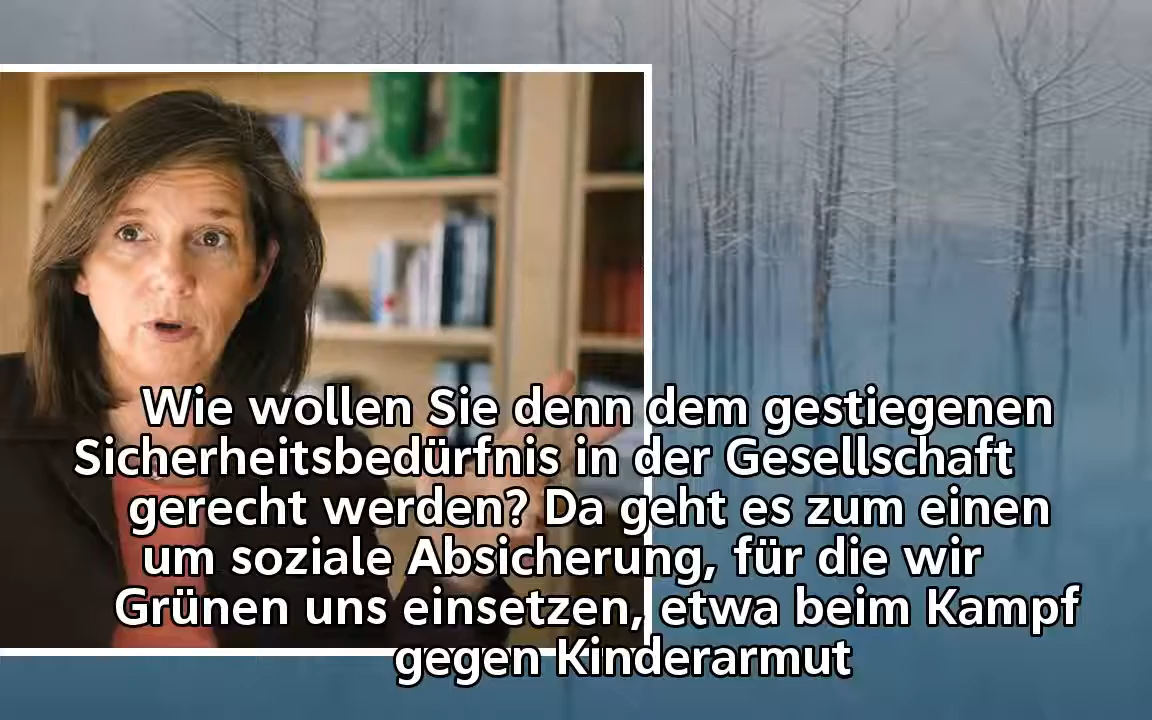 Wie wollen Sie denn dem gestiegenen
Sicherheitsbedürfnis in der Gesellschaft
gerecht werden? Da geht es zum einen
um soziale Absicherung, für die wir
Grünen uns einsetzen, etwa beim Kampf
gegen Kinderarmut